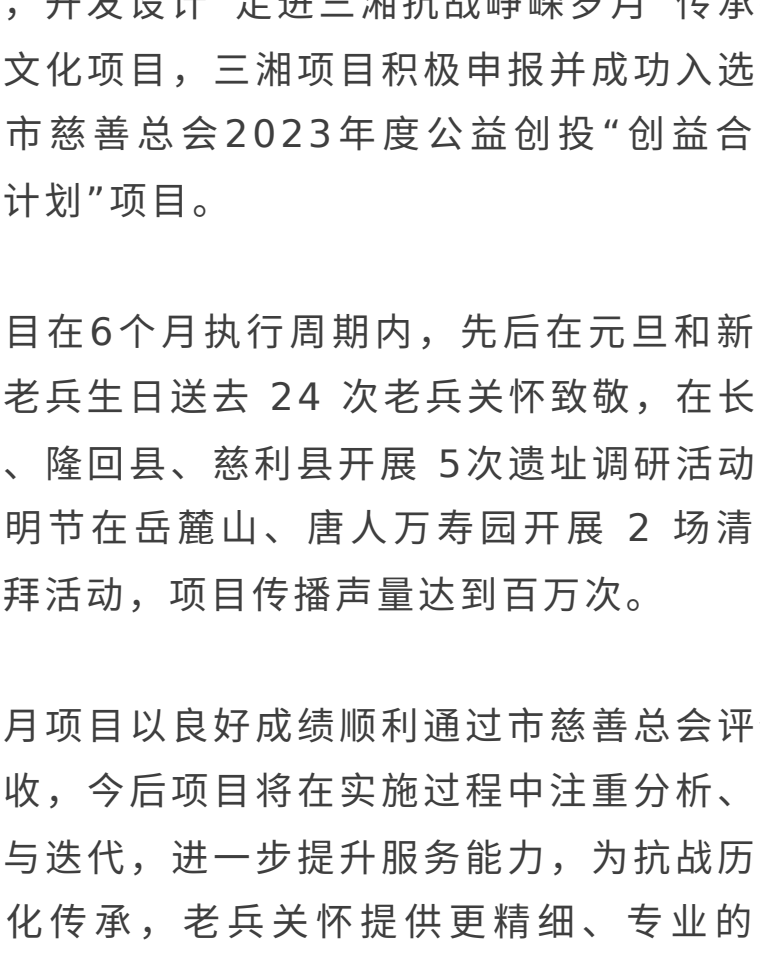 ，开发设计“走进三湘抗战峥嵘岁月”传承
文化项目，三湘项目积极申报并成功入选
市慈善总会2023年度公益创投“创益合
计划”项目。
目在6个月执行周期内，先后在元旦和新
老兵生日送去 24 次老兵关怀致敬，在长
、隆回县、慈利县开展 5次遗址调研活动
明节在岳麓山、唐人万寿园开展 2 场清
拜活动，项目传播声量达到百万次。
月项目以良好成绩顺利通过市慈善总会评
收，今后项目将在实施过程中注重分析、
与迭代，进一步提升服务能力，为抗战历
化传承，老兵关怀提供更精细、专业的